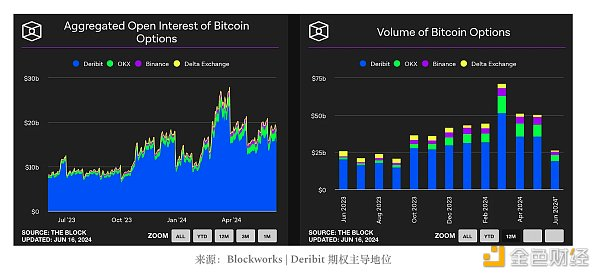 Aggregated Open Interest of Bitcoin
Options
Deribit OKX Binance Delta Exchange
$30b
$20b
$10b
$0
Jul '23 Oct '23 Jan '24 Apr '24
SOURCE: THE BLOCK
UPDATED: JUN 16, 2024
ZOOM ALL YTD 12M 3M 1M
Volume of Bitcoin Options
Deribit OKX Binance Delta Exchange
$75b
$50b
$25b
$0
Jun 2023 Aug 2023 Oct 2023 Dec 2023 Feb 2024 Apr 2024 Jun 2024*
SOURCE: THE BLOCK
UPDATED: JUN 16, 2024
ZOOM ALL YTD 12M
来源：Blockworks | Deribit 期权主导地位
金色财经